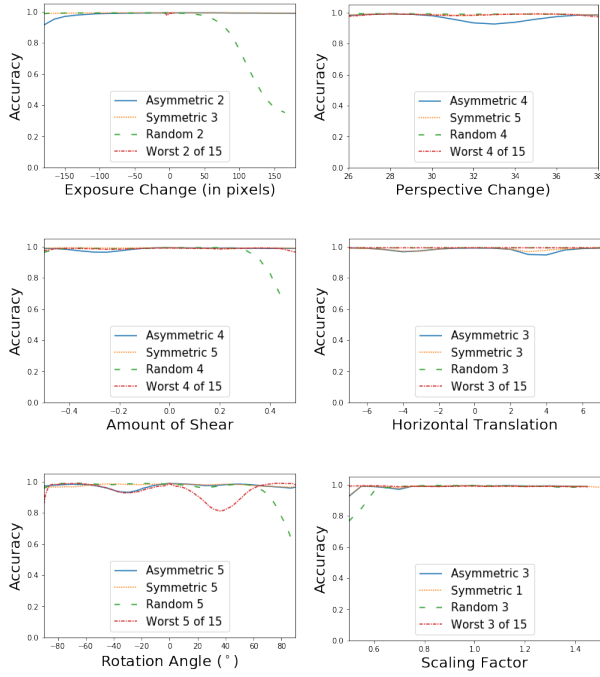 1.0
0.8
0.6
0.4
0.2
0.0
Accuracy
Asymmetric 2
Symmetric 3
Random 2
Worst 2 of 15
−150 −100 −50 0 50 100 150
Exposure Change (in pixels)
1.0
0.8
0.6
0.4
0.2
0.0
Accuracy
Asymmetric 4
Symmetric 5
Random 4
Worst 4 of 15
26 28 30 32 34 36 38
Perspective Change)
1.0
0.8
0.6
0.4
0.2
0.0
Accuracy
Asymmetric 4
Symmetric 5
Random 4
Worst 4 of 15
−0.4 −0.2 0.0 0.2 0.4
Amount of Shear
1.0
0.8
0.6
0.4
0.2
0.0
Accuracy
Asymmetric 3
Symmetric 3
Random 3
Worst 3 of 15
−6 −4 −2 0 2 4 6
Horizontal Translation
1.0
0.8
0.6
0.4
0.2
0.0
Accuracy
Asymmetric 5
Symmetric 5
Random 5
Worst 5 of 15
−80 −60 −40 −20 0 20 40 60 80
Rotation Angle (°)
1.0
0.8
0.6
0.4
0.2
0.0
Accuracy
Asymmetric 3
Symmetric 1
Random 3
Worst 3 of 15
0.6 0.8 1.0 1.2 1.4
Scaling Factor